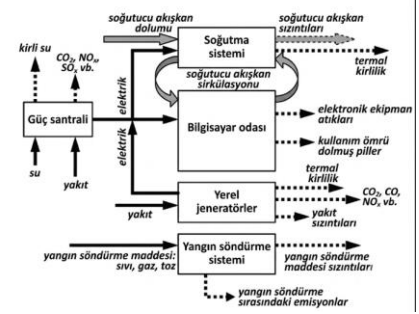 soğutucu akışkan
dolumu
soğutucu akışkan
sızıntıları
kirli su
CO₂, NOₓ,
SOₓ vb.
Soğutma
sistemi
termal
kirlilik
elektrik
soğutucu akışkan
sirkülasyonu
Güç santrali
Bilgisayar odası
elektronik ekipman
atıkları
kullanım ömrü
dolmuş piller
elektrik
su
yakıt
termal
kirlilik
Yerel
jeneratörler
CO₂, CO,
NOₓ vb.
yakıt
yakıt
sızıntıları
yangın söndürme maddesi:
sıvı, gaz, toz
Yangın söndürme
sistemi
yangın söndürme
maddesi sızıntıları
yangın söndürme
sırasındaki emisyonlar